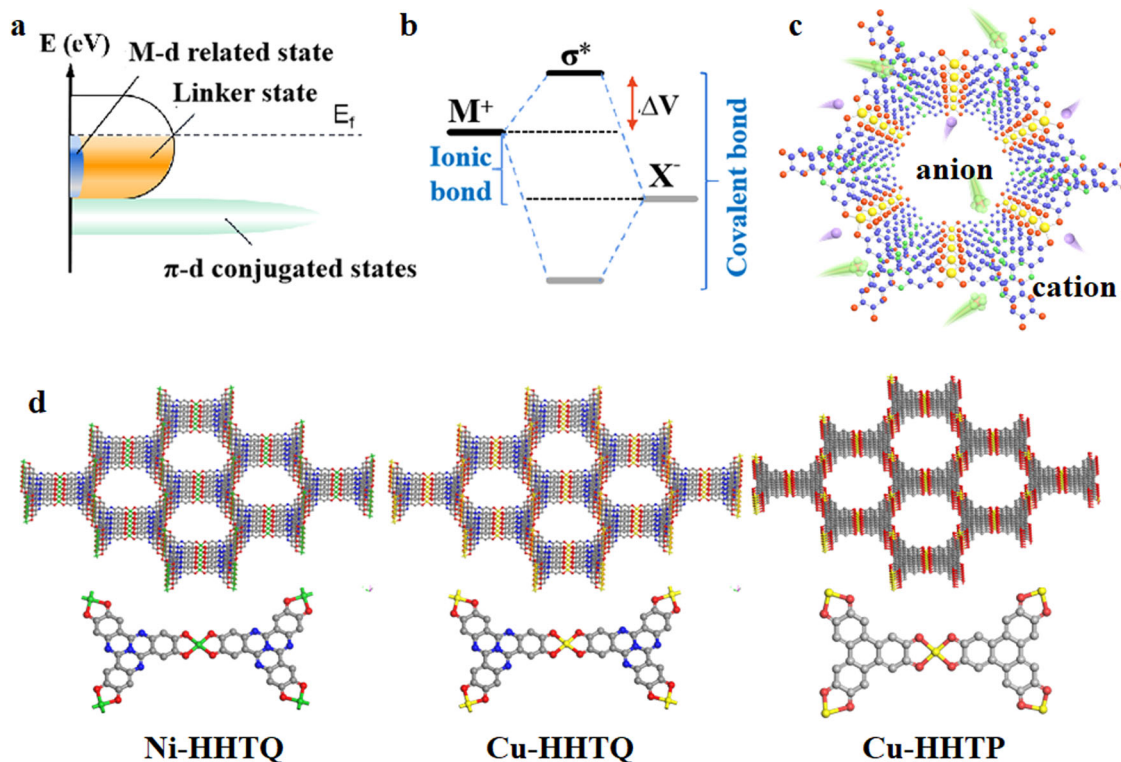 a
E (eV)
M-d related state
Linker state
E_f
π-d conjugated states
b
σ*
ΔV
M⁺
Ionic
bond
X⁻
Covalent bond
c
anion
cation
d
Ni-HHTQ
Cu-HHTQ
Cu-HHTP